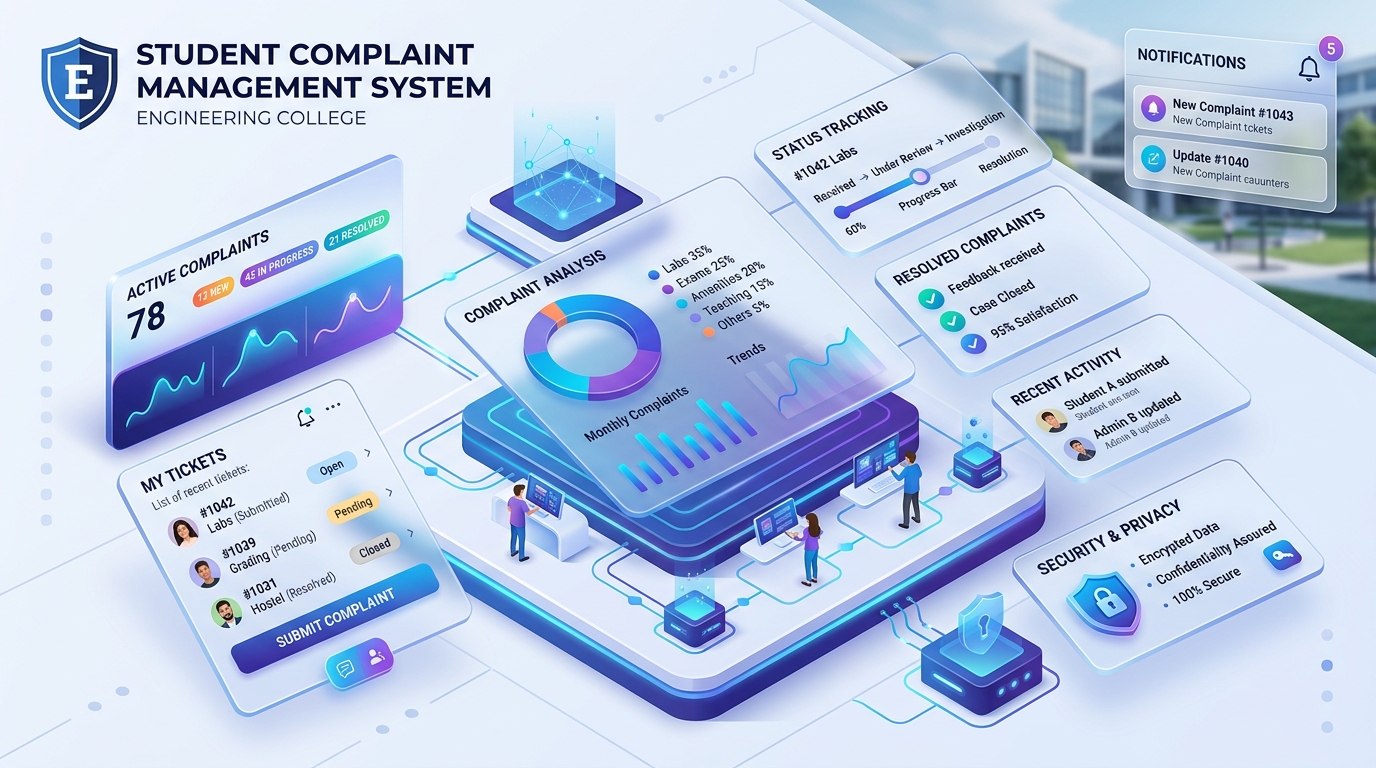 E
STUDENT COMPLAINT
MANAGEMENT SYSTEM
ENGINEERING COLLEGE
NOTIFICATIONS
5
New Complaint #1043
New Complaint tckets
Update #1040
New Complaint cauunters
STATUS TRACKING
#1042 Labs
Received → Under Review → Investigation
Progress Bar
Resolution
60%
ACTIVE COMPLAINTS
78
13 MEW
45 IN PROGRESS
21 RESOLVED
COMPLAINT ANALYSIS
Labs 35%
Exams 25%
Amenities 20%
Teaching 15%
Others 5%
Trends
Monthly Complaints
RESOLVED COMPLAINTS
Feedback received
Case Closed
95% Satisfaction
RECENT ACTIVITY
Student A submitted
Admin B updated
Admin B updated
MY TICKETS
List of recent tickets:
#1042
Labs (Submitted)
Open
#1039
Grading (Pending)
Pending
#1031
Hostel (Resolved)
Closed
SUBMIT COMPLAINT
SECURITY & PRIVACY
Encrypted Data
Confidentiality Assured
100% Secure